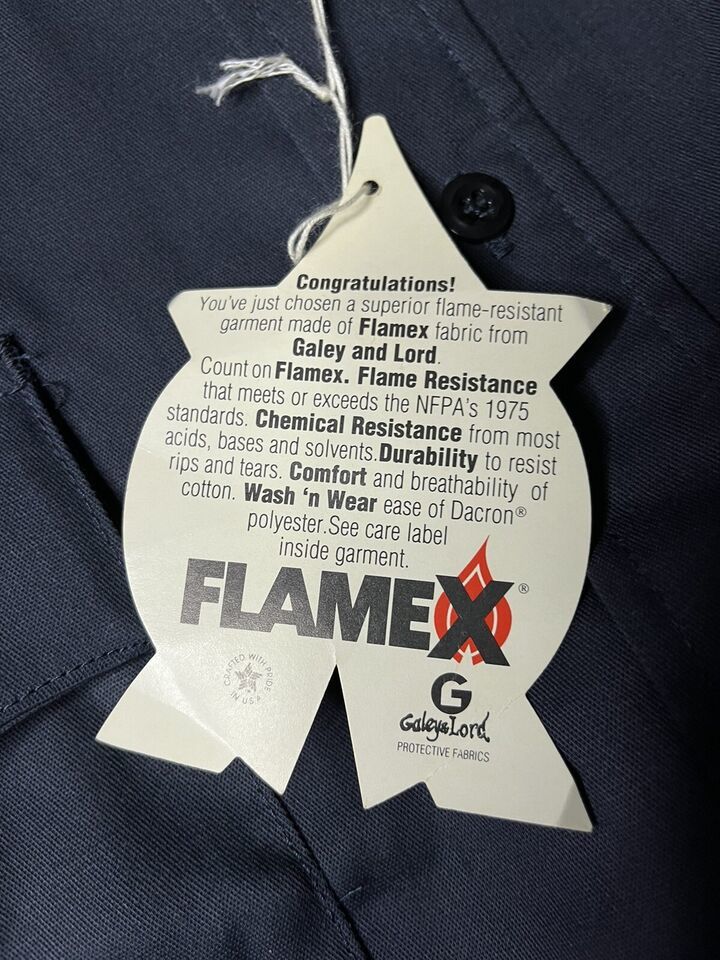 Congratulations!
You've just chosen a superior flame-resistant
garment made of Flamex fabric from
Galey and Lord.
Count on Flamex. Flame Resistance
that meets or exceeds the NFPA's 1975
standards. Chemical Resistance from most
acids, bases and solvents. Durability to resist
rips and tears. Comfort and breathability of
cotton. Wash 'n Wear ease of Dacron®
polyester. See care label
inside garment.
FLAMEX®
CRAFTED WITH PRIDE
IN U.S.A
G
Galey & Lord
PROTECTIVE FABRICS